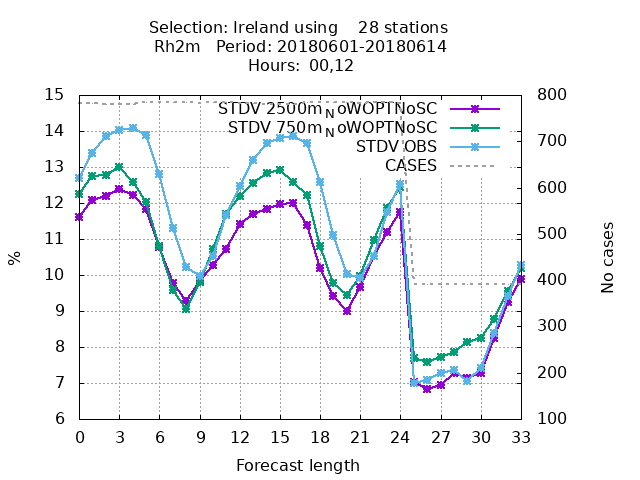 Selection: Ireland using    28 stations
Rh2m   Period: 20180601-20180614
Hours:  00,12
STDV 2500m_NoWOPTNoSC
STDV 750m_NoWOPTNoSC
STDV OBS
CASES
15
14
13
12
11
10
9
8
7
6
%
800
700
600
500
400
300
200
100
No cases
0 3 6 9 12 15 18 21 24 27 30 33
Forecast length